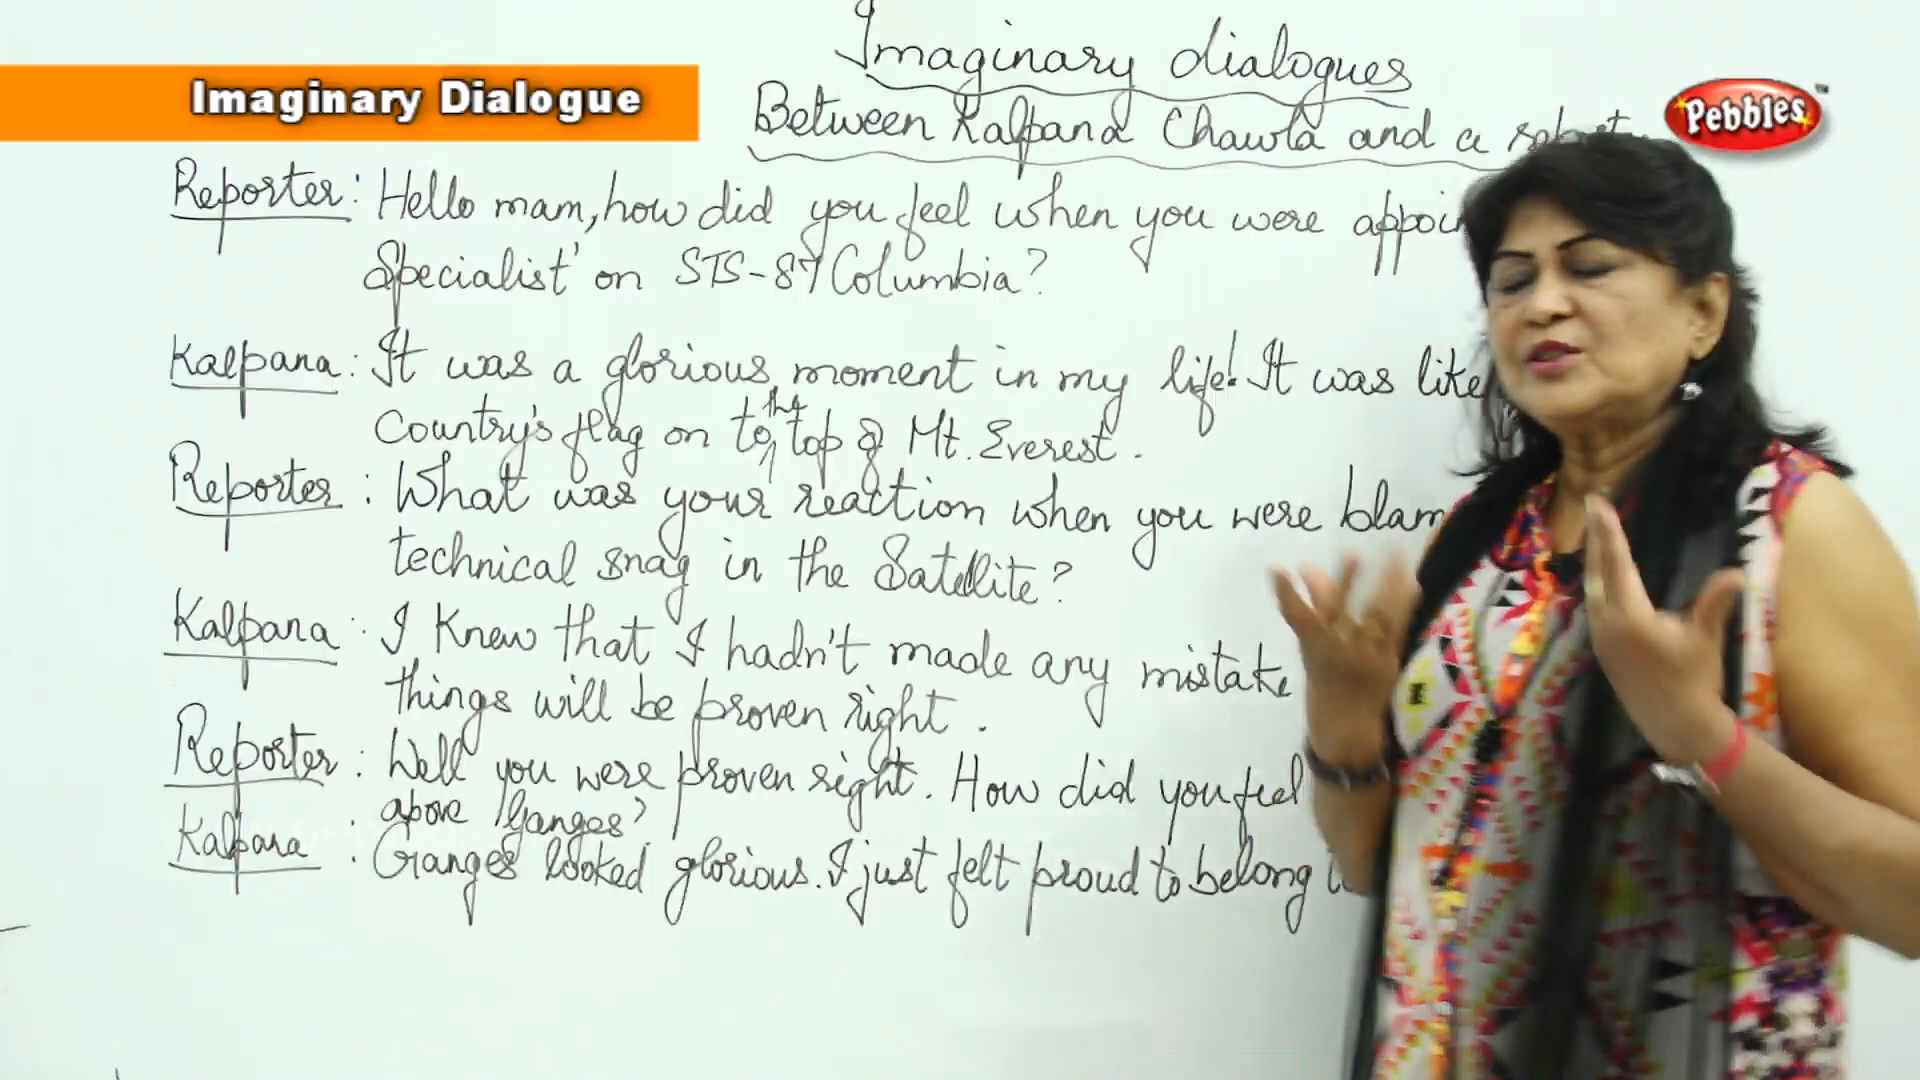 Imaginary dialogues
Imaginary Dialogue
Pebbles™
Between Kalpana Chawla and a
Reporter: Hello mam, how did you feel when you were
Specialist' on STS-87 Columbia?
Kalpana: It was a glorious moment in my life! It was like
Country's flag on to the top of Mt. Everest.
Reporter: What was your reaction when you were
technical snag in the Satellite?
Kalpana: I Knew that I hadn't made any mistake
things will be proven right.
Reporter: Well you were proven right. How did you feel
above Ganges?
Kalpana: Ganges looked glorious. I just felt proud to belong